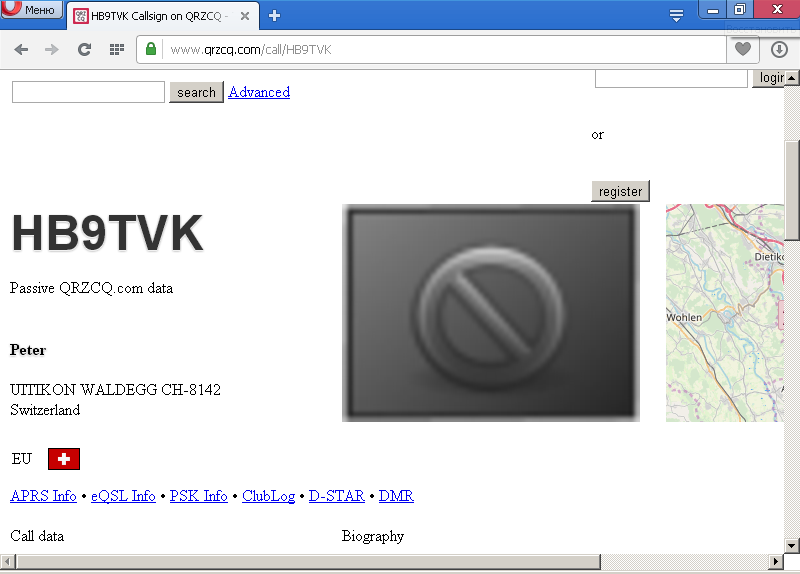 Меню
HB9TVK Callsign on QRZCQ -
Восстановить
www.qrzcq.com/call/HB9TVK
login
search Advanced
or
register
HB9TVK
Dietiko
Passive QRZCQ.com data
Wohlen
Peter
UITIKON WALDEGG CH-8142
Switzerland
EU
APRS Info • eQSL Info • PSK Info • ClubLog • D-STAR • DMR
Call data
Biography